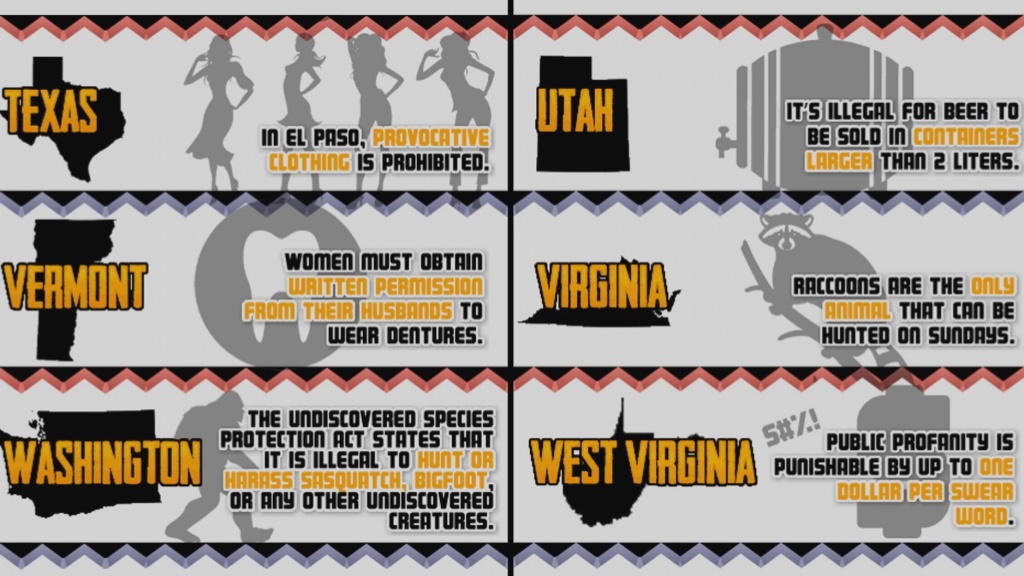 TEXAS
IN EL PASO, PROVOCATIVE
CLOTHING IS PROHIBITED.
UTAH
IT'S ILLEGAL FOR BEER TO
BE SOLD IN CONTAINERS
LARGER THAN 2 LITERS.
VERMONT
WOMEN MUST OBTAIN
WRITTEN PERMISSION
FROM THEIR HUSBANDS TO
WEAR DENTURES.
VIRGINIA
RACCOONS ARE THE ONLY
ANIMAL THAT CAN BE
HUNTED ON SUNDAYS.
WASHINGTON
THE UNDISCOVERED SPECIES
PROTECTION ACT STATES THAT
IT IS ILLEGAL TO HUNT OR
HARASS SASQUATCH, BIGFOOT,
OR ANY OTHER UNDISCOVERED
CREATURES.
WEST VIRGINIA
$#%!
PUBLIC PROFANITY IS
PUNISHABLE BY UP TO ONE
DOLLAR PER SWEAR
WORD.